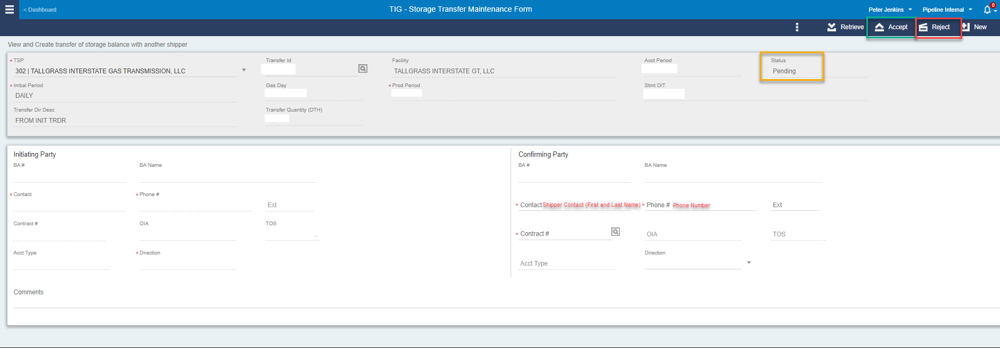 < Dashboard
TIG - Storage Transfer Maintenance Form
Peter Jenkins
Pipeline Internal
0
Retrieve
Accept
Reject
New
View and Create transfer of storage balance with another shipper
* TSP
302 | TALLGRASS INTERSTATE GAS TRANSMISSION, LLC
Transfer Id
Facility
TALLGRASS INTERSTATE GT, LLC
Acct Period
Status
Pending
* Imbal Period
DAILY
Gas Day
* Prod Period
Stmt D/T
Transfer Dir Desc
FROM INIT TRDR
Transfer Quantity (DTH)
Initiating Party
BA #
BA Name
* Contact
* Phone #
Ext
Contract #
OIA
TOS
Acct Type
* Direction
Confirming Party
BA #
BA Name
* Contact Shipper Contact (First and Last Name)
* Phone # Phone Number
Ext
* Contract #
OIA
TOS
Acct Type
Direction
Comments